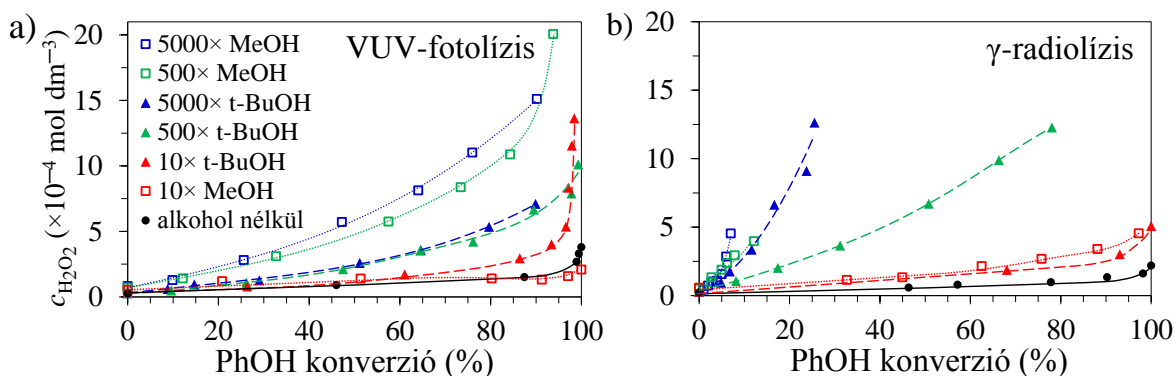 a)
VUV-fotolízis
5000× MeOH
500× MeOH
5000× t-BuOH
500× t-BuOH
10× t-BuOH
10× MeOH
alkohol nélkül
20
15
10
5
0
0 20 40 60 80 100
PhOH konverzió (%)
c_H₂O₂ (×10⁻⁴ mol dm⁻³)
b)
γ-radiolízis
20
15
10
5
0
0 20 40 60 80 100
PhOH konverzió (%)